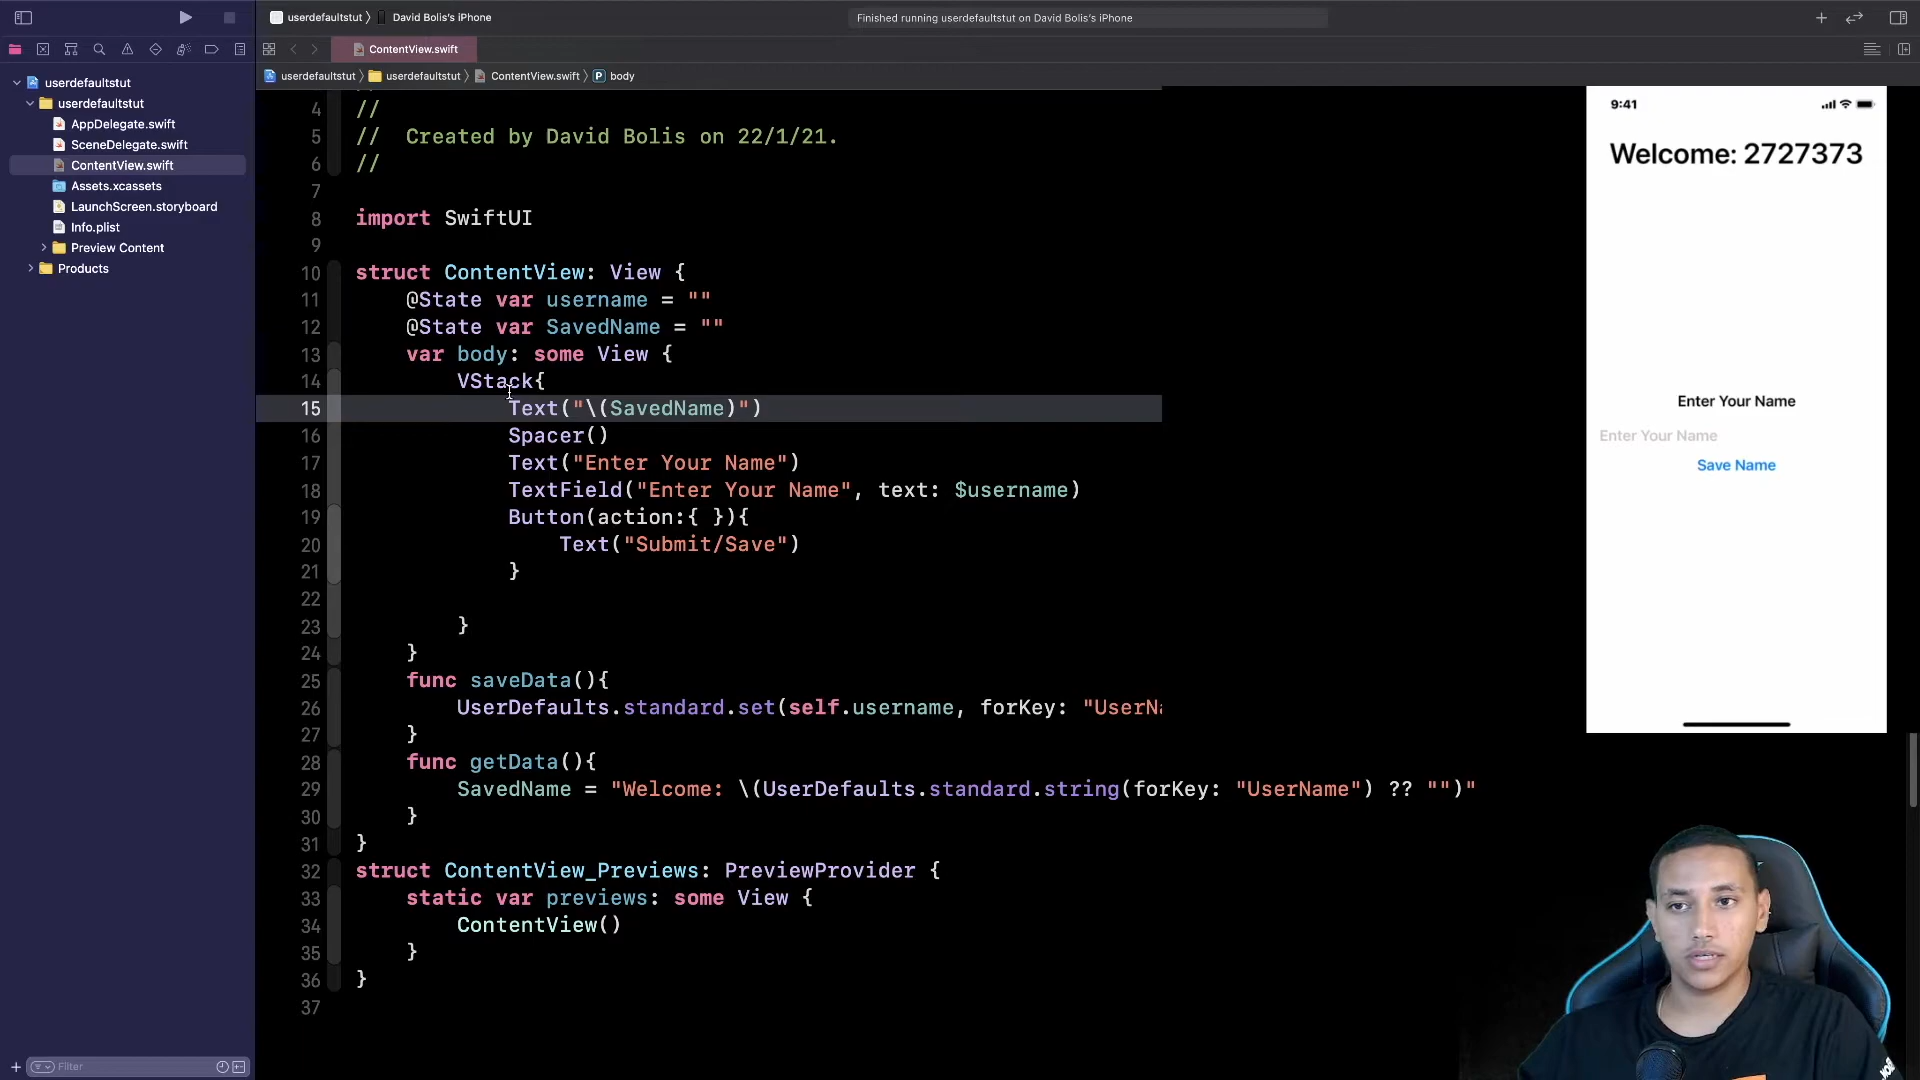 userdefaultstut
David Bolis's iPhone
Finished running userdefaultstut on David Bolis's iPhone
ContentView.swift
userdefaultstut
userdefaultstut
ContentView.swift
P body
userdefaultstut
userdefaultstut
AppDelegate.swift
SceneDelegate.swift
ContentView.swift
Assets.xcassets
LaunchScreen.storyboard
Info.plist
Preview Content
Products
Filter
4 //
5 //  Created by David Bolis on 22/1/21.
6 //
7
8 import SwiftUI
9
10 struct ContentView: View {
11     @State var username = ""
12     @State var SavedName = ""
13     var body: some View {
14         VStack{
15             Text("\(SavedName)")
16             Spacer()
17             Text("Enter Your Name")
18             TextField("Enter Your Name", text: $username)
19             Button(action:{ }){
20                 Text("Submit/Save")
21             }
22
23         }
24     }
25     func saveData(){
26         UserDefaults.standard.set(self.username, forKey: "UserNa
27     }
28     func getData(){
29         SavedName = "Welcome: \(UserDefaults.standard.string(forKey: "UserName") ?? "")"
30     }
31 }
32 struct ContentView_Previews: PreviewProvider {
33     static var previews: some View {
34         ContentView()
35     }
36 }
37
9:41
Welcome: 2727373
Enter Your Name
Enter Your Name
Save Name